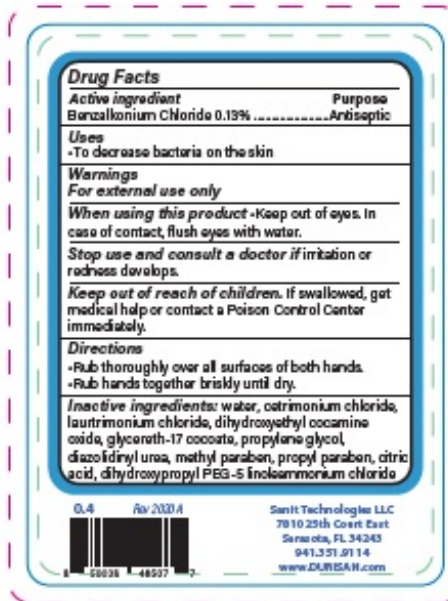 Drug Facts
Active ingredient Purpose
Benzalkonium Chloride 0.13% ........................Antiseptic
Uses
•To decrease bacteria on the skin
Warnings
For external use only
When using this product •Keep out of eyes. In
case of contact, flush eyes with water.
Stop use and consult a doctor if irritation or
redness develops.
Keep out of reach of children. If swallowed, get
medical help or contact a Poison Control Center
immediately.
Directions
•Rub thoroughly over all surfaces of both hands.
•Rub hands together briskly until dry.
Inactive ingredients: water, cetrimonium chloride,
laurtrimonium chloride, dihydroxyethyl cocamine
oxide, glycereth-17 cocoate, propylene glycol,
diazolidinyl urea, methyl paraben, propyl paraben, citric
acid, dihydroxypropyl PEG-5 linoleammonium chloride
0.4 Rev 2020 A
Sanit Technologies LLC
7810 25th Court East
Sarasota, FL 34243
941.351.9114
www.DURISAN.com